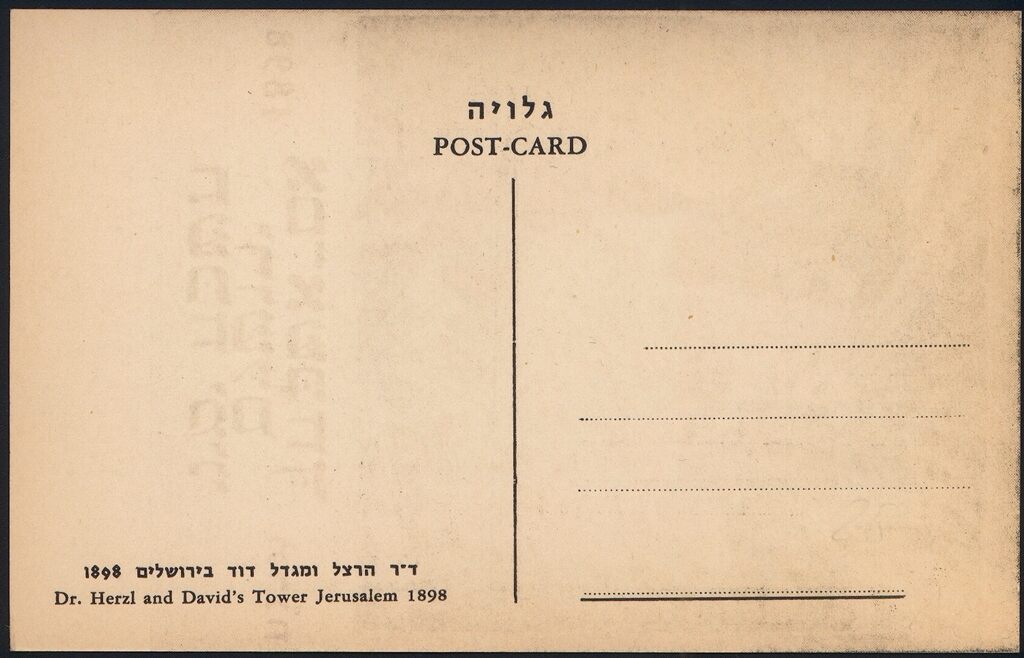 גלויה
POST-CARD
ד״ר הרצל ומגדל דוד בירושלים 1898
Dr. Herzl and David's Tower Jerusalem 1898